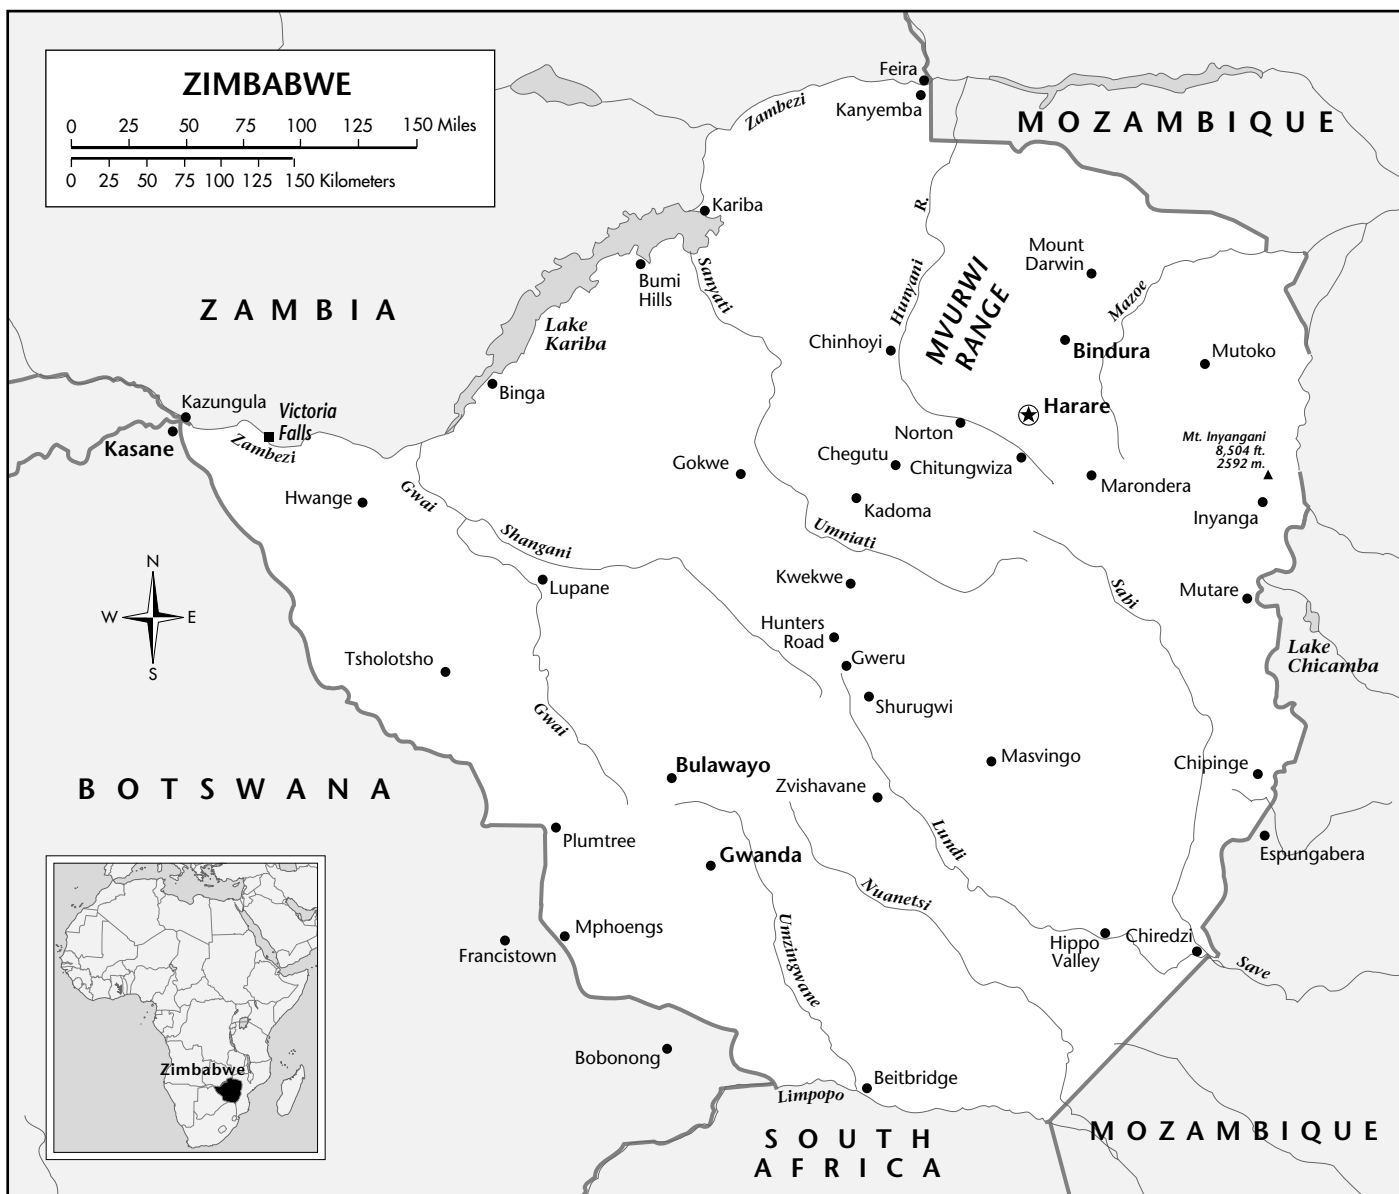 ZIMBABWE
0 25 50 75 100 125 150 Miles
0 25 50 75 100 125 150 Kilometers
Feira
Kanyemba
Zambezi
MOZAMBIQUE
Kariba
R.
Hunyani
Mount
Darwin
Bumi
Hills
Sanyati
MVURWI
RANGE
Mazoe
ZAMBIA
Lake
Kariba
Chinhoyi
Bindura
Mutoko
Binga
Kazungula
Victoria
Falls
Kasane
Zambezi
Harare
Norton
Mt. Inyangani
8,504 ft.
2592 m.
Gokwe
Chegutu
Chitungwiza
Marondera
Hwange
Gwai
Kadoma
Inyanga
Shangani
Umniati
N
W E
S
Lupane
Kwekwe
Sabi
Mutare
Hunters
Road
Gweru
Lake
Chicamba
Tsholotsho
Shurugwi
Gwai
Bulawayo
Masvingo
Chipinge
BOTSWANA
Zvishavane
Plumtree
Gwanda
Lundi
Espungabera
Nuanetsi
Mphoengs
Francistown
Umzingwane
Hippo
Valley
Chiredzi
Save
Bobonong
Zimbabwe
Beitbridge
Limpopo
SOUTH
AFRICA
MOZAMBIQUE